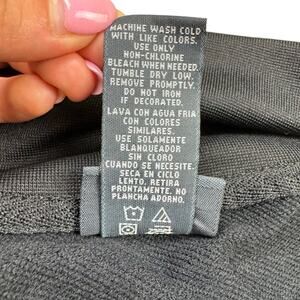 MACHINE WASH COLD
WITH LIKE COLORS.
USE ONLY
NON-CHLORINE
BLEACH WHEN NEEDED.
TUMBLE DRY LOW.
REMOVE PROMPTLY.
DO NOT IRON
IF DECORATED.
LAVA CON AGUA FRIA
CON COLORES
SIMILARES.
USE SOLAMENTE
BLANQUEADOR
SIN CLORO
CUANDO SE NECESITE.
SECA EN CICLO
LENTO. RETIRA
PRONTAMENTE. NO
PLANCHA ADORNO.